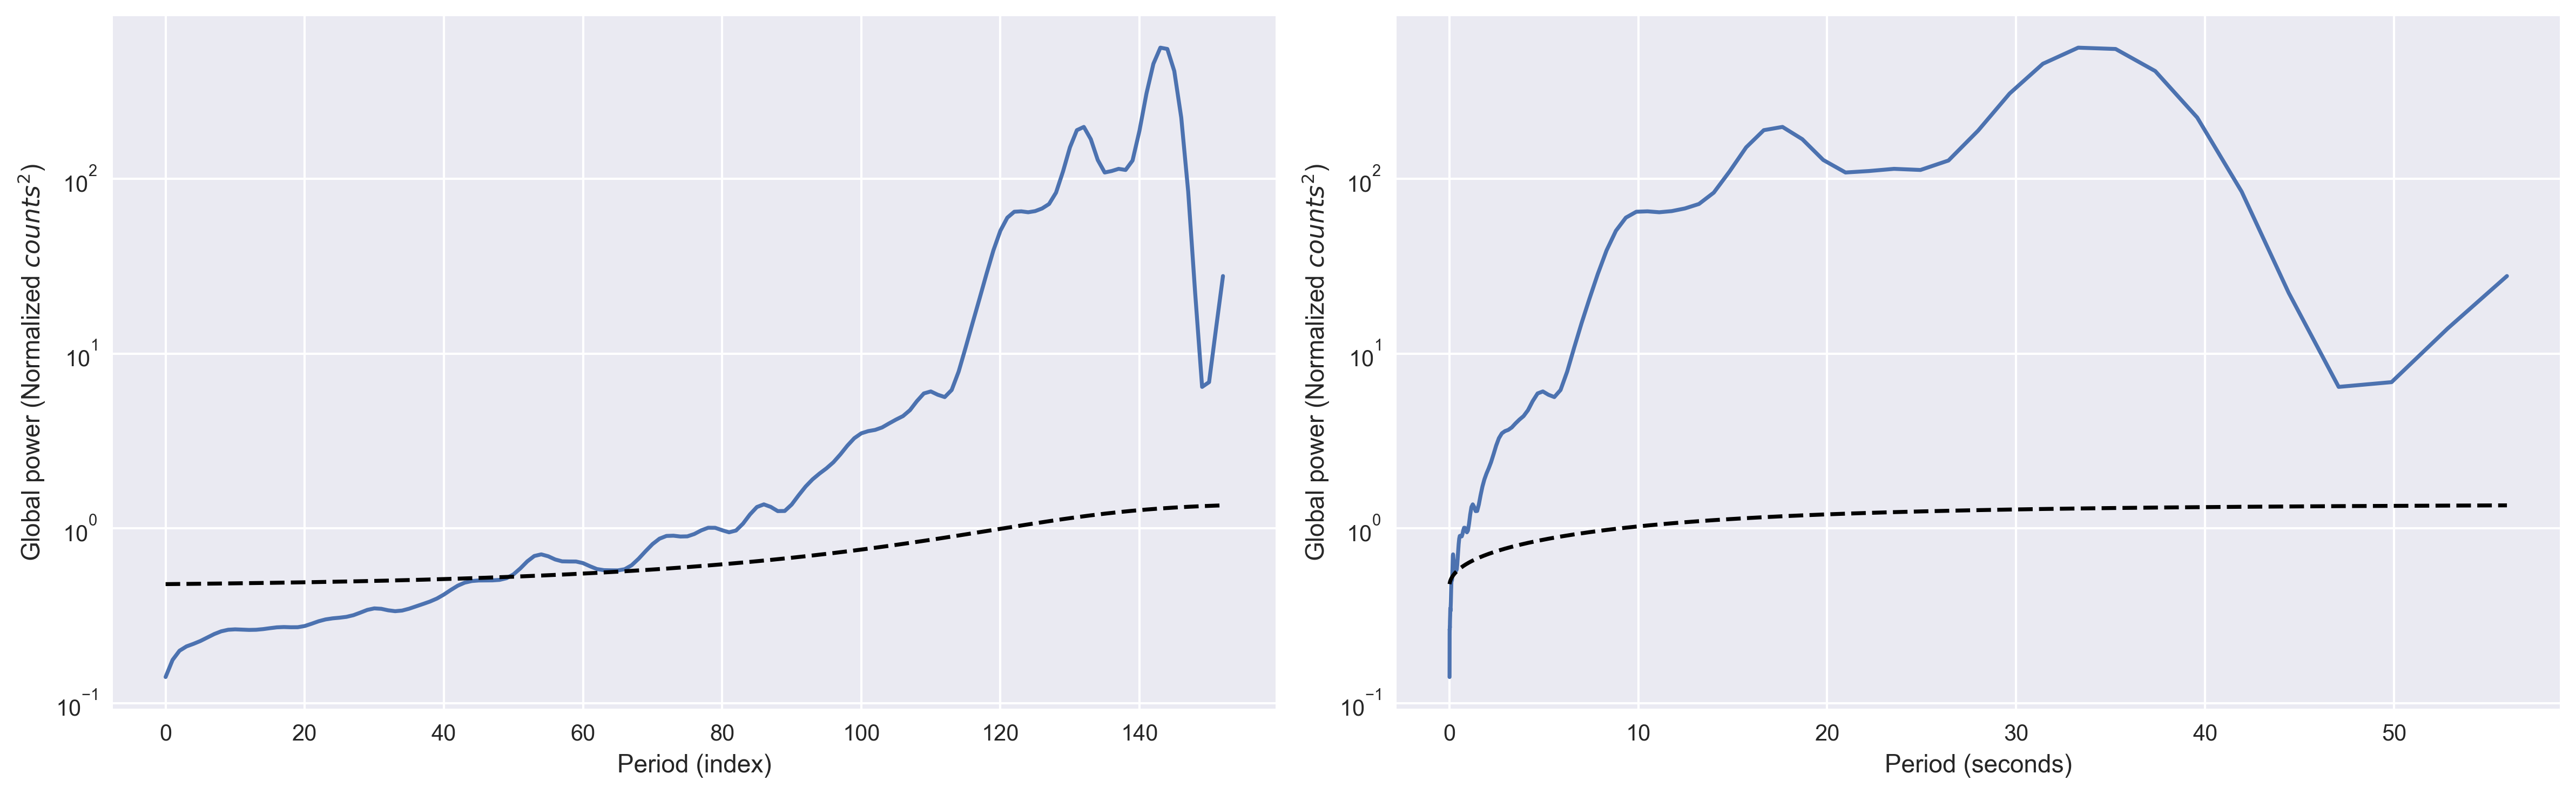 Global power (Normalized counts²)
10²
10¹
10⁰
10⁻¹
0 20 40 60 80 100 120 140
Period (index)
Global power (Normalized counts²)
10²
10¹
10⁰
10⁻¹
0 10 20 30 40 50
Period (seconds)